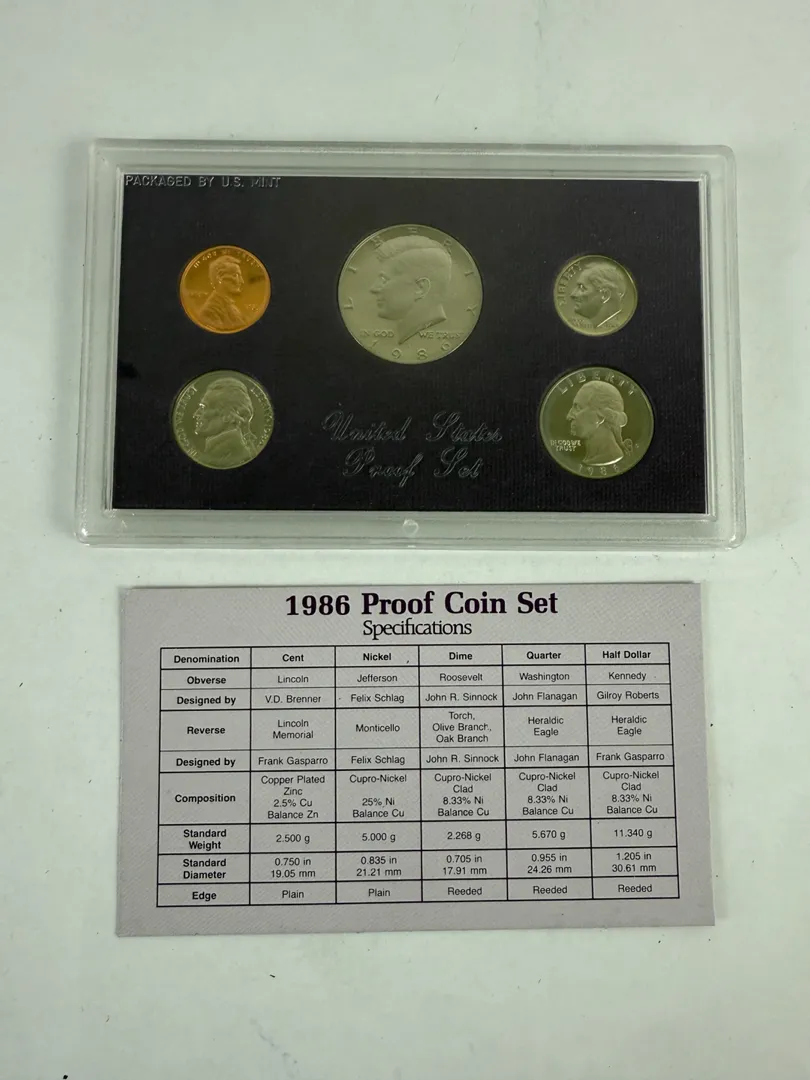 PACKAGED BY U.S. MINT
LIBERTY
IN GOD WE TRUST
1986
LIBERTY
LIBERTY
IN GOD WE
TRUST
1986
United States
Proof Set
1986 Proof Coin Set
Specifications
Denomination Cent Nickel Dime Quarter Half Dollar
Obverse Lincoln Jefferson Roosevelt Washington Kennedy
Designed by V.D. Brenner Felix Schlag John R. Sinnock John Flanagan Gilroy Roberts
Reverse Lincoln Memorial Monticello Torch, Olive Branch, Oak Branch Heraldic Eagle Heraldic Eagle
Designed by Frank Gasparro Felix Schlag John R. Sinnock John Flanagan Frank Gasparro
Composition Copper Plated Zinc 2.5% Cu Balance Zn Cupro-Nickel 25% Ni Balance Cu Cupro-Nickel Clad 8.33% Ni Balance Cu Cupro-Nickel Clad 8.33% Ni Balance Cu Cupro-Nickel Clad 8.33% Ni Balance Cu
Standard Weight 2.500 g 5.000 g 2.268 g 5.670 g 11.340 g
Standard Diameter 0.750 in 19.05 mm 0.835 in 21.21 mm 0.705 in 17.91 mm 0.955 in 24.26 mm 1.205 in 30.61 mm
Edge Plain Plain Reeded Reeded Reeded